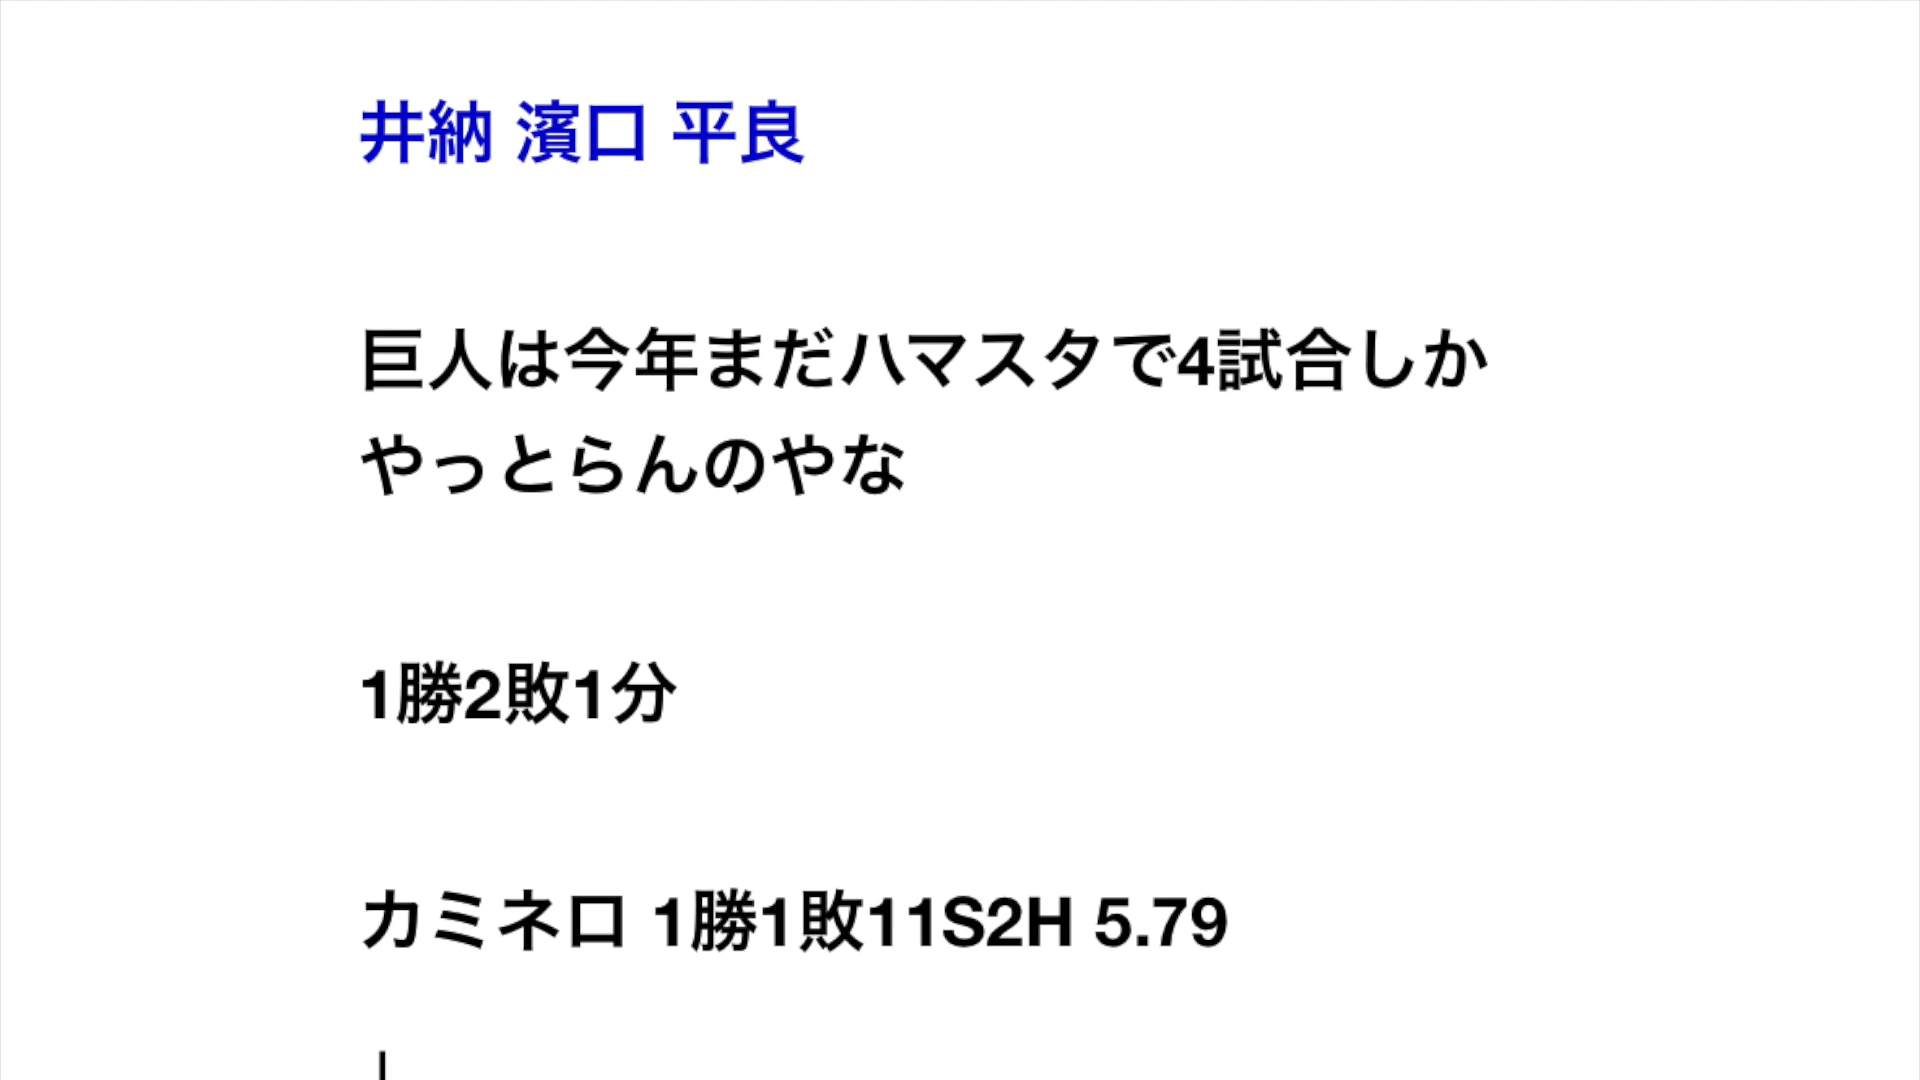 井納 濱口 平良
巨人は今年まだハマスタで4試合しか
やっとらんのやな
1勝2敗1分
カミネロ 1勝1敗11S2H 5.79